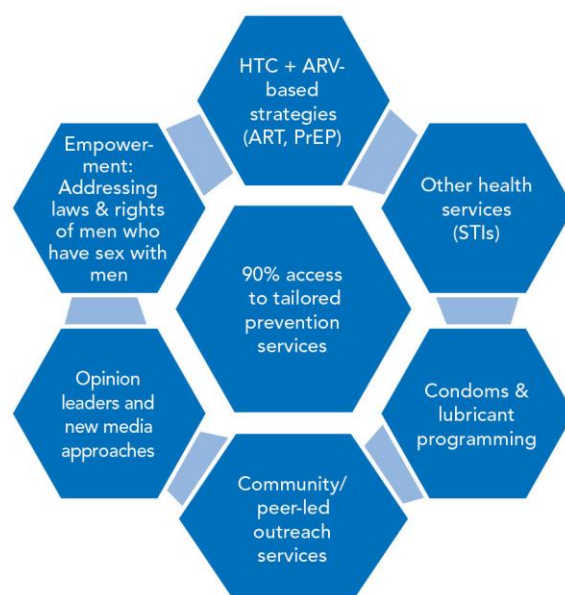 HTC + ARV-
based
strategies
(ART, PrEP)
Other health
services
(STIs)
Condoms &
lubricant
programming
Community/
peer-led
outreach
services
Opinion
leaders and
new media
approaches
Empower-
ment:
Addressing
laws & rights
of men who
have sex with
men
90% access
to tailored
prevention
services